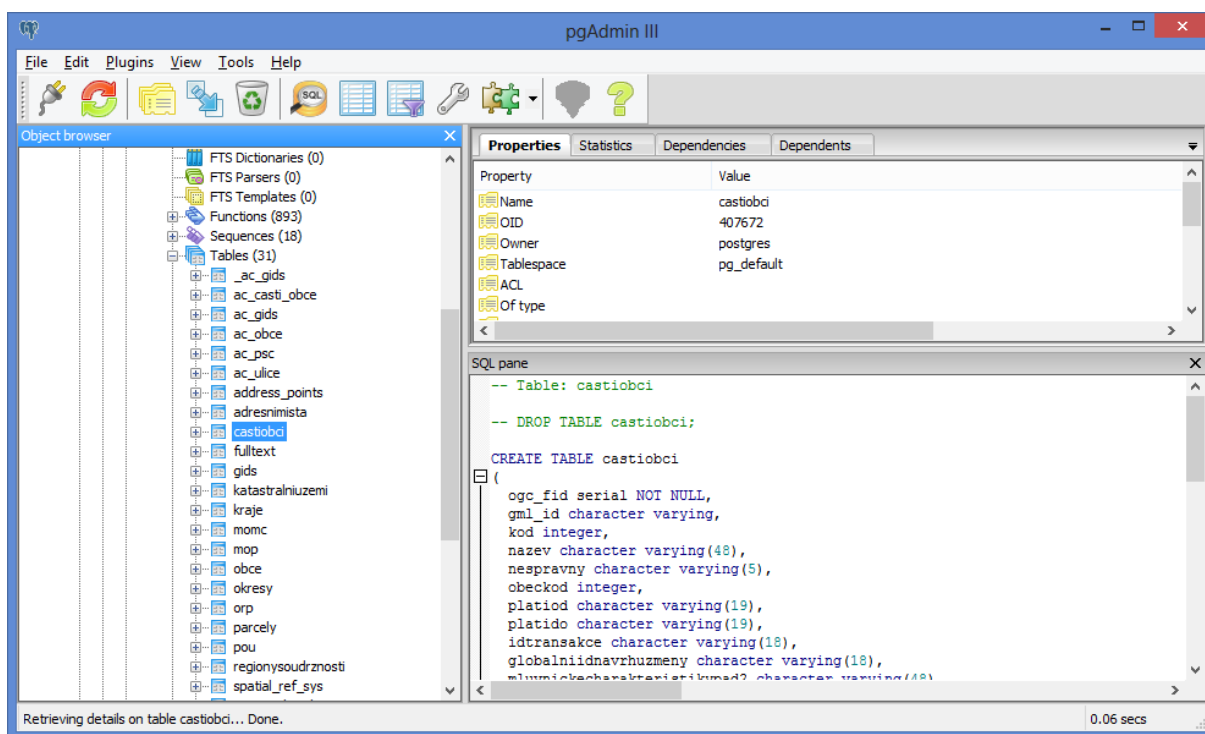 pgAdmin III
File Edit Plugins View Tools Help
SQL
Object browser
FTS Dictionaries (0)
FTS Parsers (0)
FTS Templates (0)
Functions (893)
Sequences (18)
Tables (31)
_ac_gids
ac_casti_obce
ac_gids
ac_obce
ac_psc
ac_ulice
address_points
adresnimista
castiobci
fulltext
gids
katastralniuzemi
kraje
momc
mop
obce
okresy
orp
parcely
pou
regionysoudrznosti
spatial_ref_sys
Properties Statistics Dependencies Dependents
Property Value
Name castiobci
OID 407672
Owner postgres
Tablespace pg_default
ACL
Of type
SQL pane
-- Table: castiobci
-- DROP TABLE castiobci;
CREATE TABLE castiobci
(
ogc_fid serial NOT NULL,
gml_id character varying,
kod integer,
nazev character varying(48),
nespravny character varying(5),
obeckod integer,
platiod character varying(19),
platido character varying(19),
idtransakce character varying(18),
globalniidnavrhuzmeny character varying(18),
mluvnickecharakteristikypad2 character varying(48)
Retrieving details on table castiobci... Done. 0.06 secs